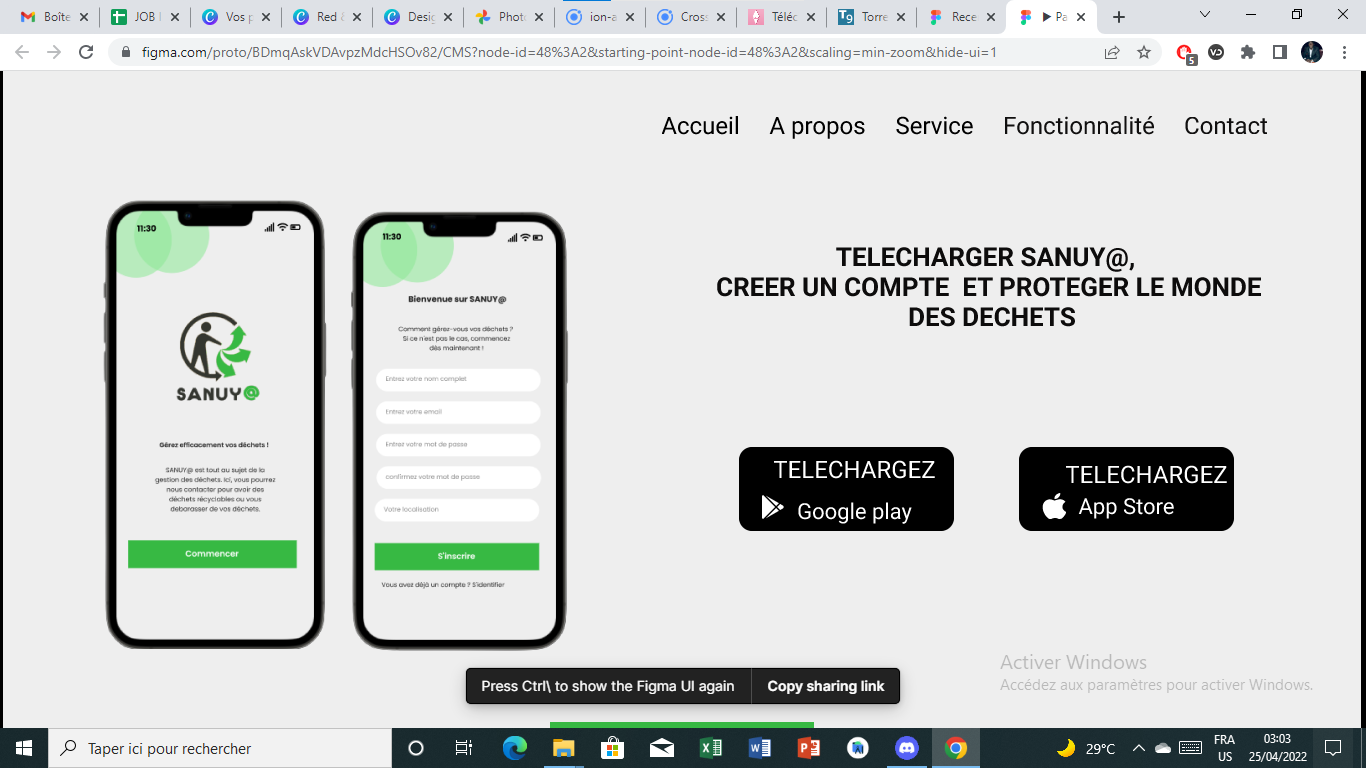 Boîte
JOB
Vos p
Red &
Desig
Photo
ion-a
Cross
Téléc
Torre
Rece
Pa
figma.com/proto/BDmqAskVDAvpzMdcHSOv82/CMS?node-id=48%3A2&starting-point-node-id=48%3A2&scaling=min-zoom&hide-ui=1
5
Accueil A propos Service Fonctionnalité Contact
11:30
SANUY@
Gérez efficacement vos déchets !
SANUY@ est tout au sujet de la
gestion des déchets. Ici, vous pourrez
nous contacter pour avoir des
déchets récyclables ou vous
debarasser de vos déchets.
Commencer
11:30
Bienvenue sur SANUY@
Comment gérez-vous vos déchets ?
Si ce n'est pas le cas, commencez
dès maintenant !
Entrez votre nom complet
Entrez votre email
Entrez votre mot de passe
confirmez votre mot de passe
Votre localisation
S'inscrire
Vous avez déjà un compte ? S'identifier
TELECHARGER SANUY@,
CREER UN COMPTE  ET PROTEGER LE MONDE
DES DECHETS
TELECHARGEZ
Google play
TELECHARGEZ
App Store
Press Ctrl\ to show the Figma UI again
Copy sharing link
Activer Windows
Accédez aux paramètres pour activer Windows.
Taper ici pour rechercher
29°C
FRA
US
03:03
25/04/2022